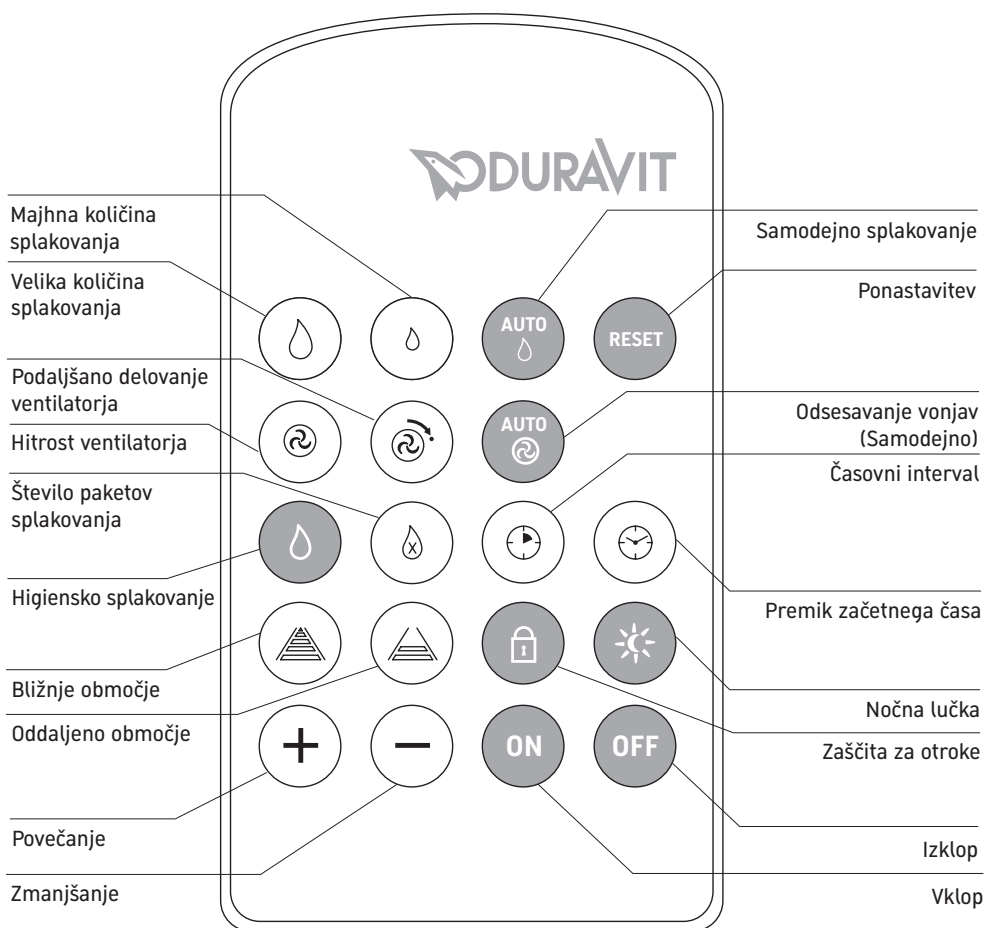 DURAVIT
Majhna količina
splakovanja
Velika količina
splakovanja
Podaljšano delovanje
ventilatorja
Hitrost ventilatorja
Število paketov
splakovanja
Higiensko splakovanje
Bližnje območje
Oddaljeno območje
Povečanje
Zmanjšanje
AUTO
RESET
AUTO
X
ON
OFF
Samodejno splakovanje
Ponastavitev
Odsesavanje vonjav
(Samodejno)
Časovni interval
Premik začetnega časa
Nočna lučka
Zaščita za otroke
Izklop
Vklop